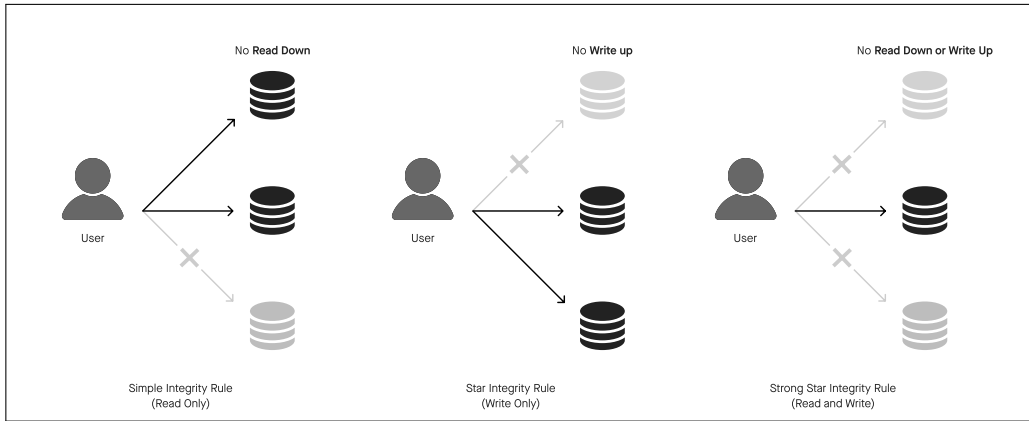 No Read Down
No Write up
No Read Down or Write Up
User
User
User
Simple Integrity Rule
(Read Only)
Star Integrity Rule
(Write Only)
Strong Star Integrity Rule
(Read and Write)